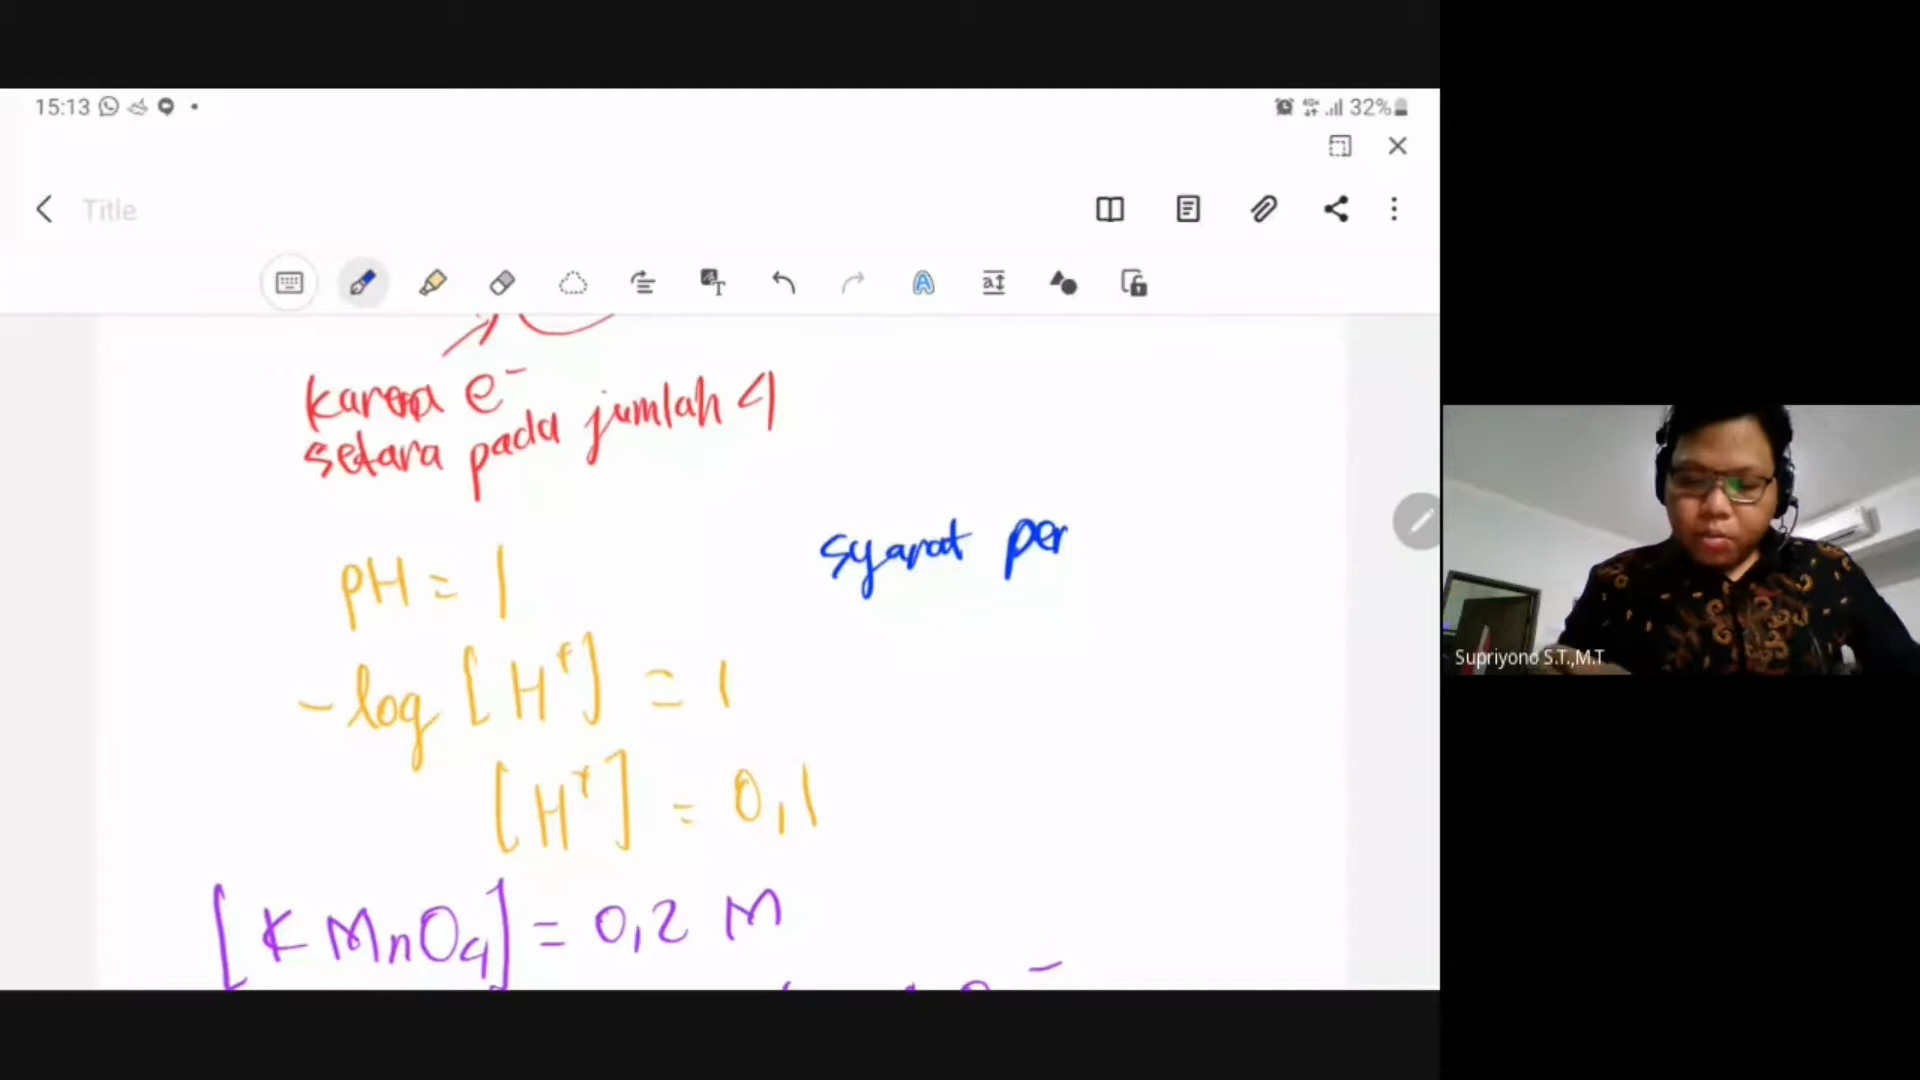 15:13
32%
Title
karena e⁻
setara pada jumlah 4
syarat per
pH = 1
- log [H⁺] = 1
[H⁺] = 0,1
[KMnO4] = 0,2 M
Supriyono S.T.,M.T